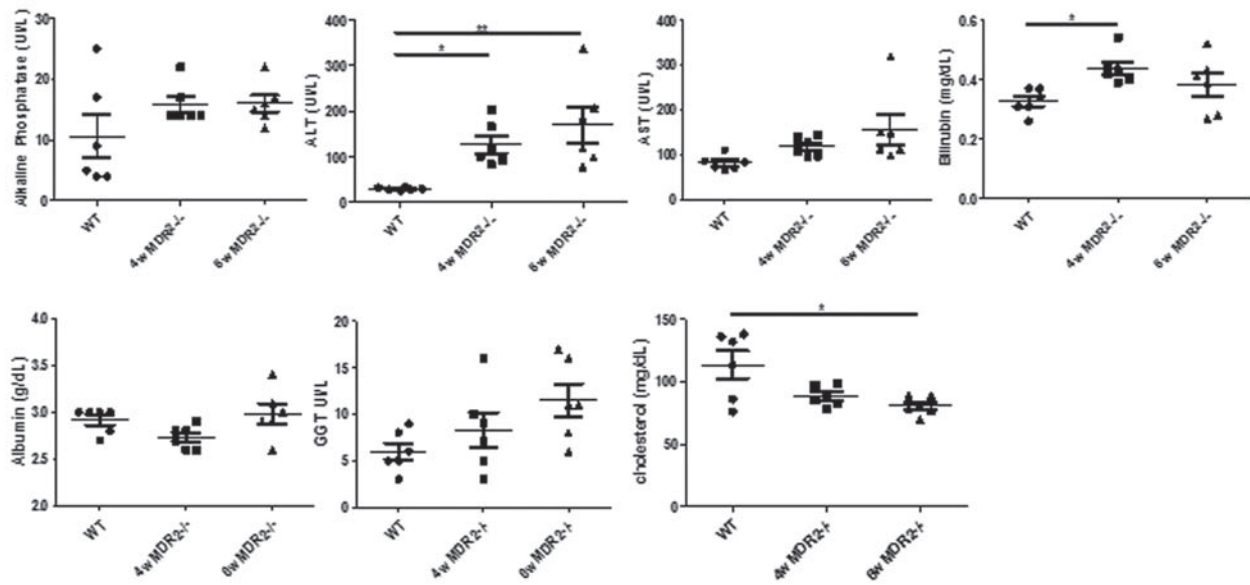 Alkaline Phosphatase (UI/L)
30
20
10
0
WT
4w MDR2-/-
6w MDR2-/-
ALT (UI/L)
400
300
200
100
0
**
*
WT
4w MDR2-/-
6w MDR2-/-
AST (UI/L)
400
300
200
100
0
WT
4w MDR2-/-
6w MDR2-/-
Bilirubin (mg/dL)
0.6
0.4
0.2
0.0
*
WT
4w MDR2-/-
6w MDR2-/-
Albumin (g/dL)
4.0
3.5
3.0
2.5
2.0
WT
4w MDR2-/-
6w MDR2-/-
GGT UI/L
20
15
10
5
0
WT
4w MDR2-/-
6w MDR2-/-
cholesterol (mg/dL)
150
100
50
0
*
WT
4w MDR2-/-
6w MDR2-/-